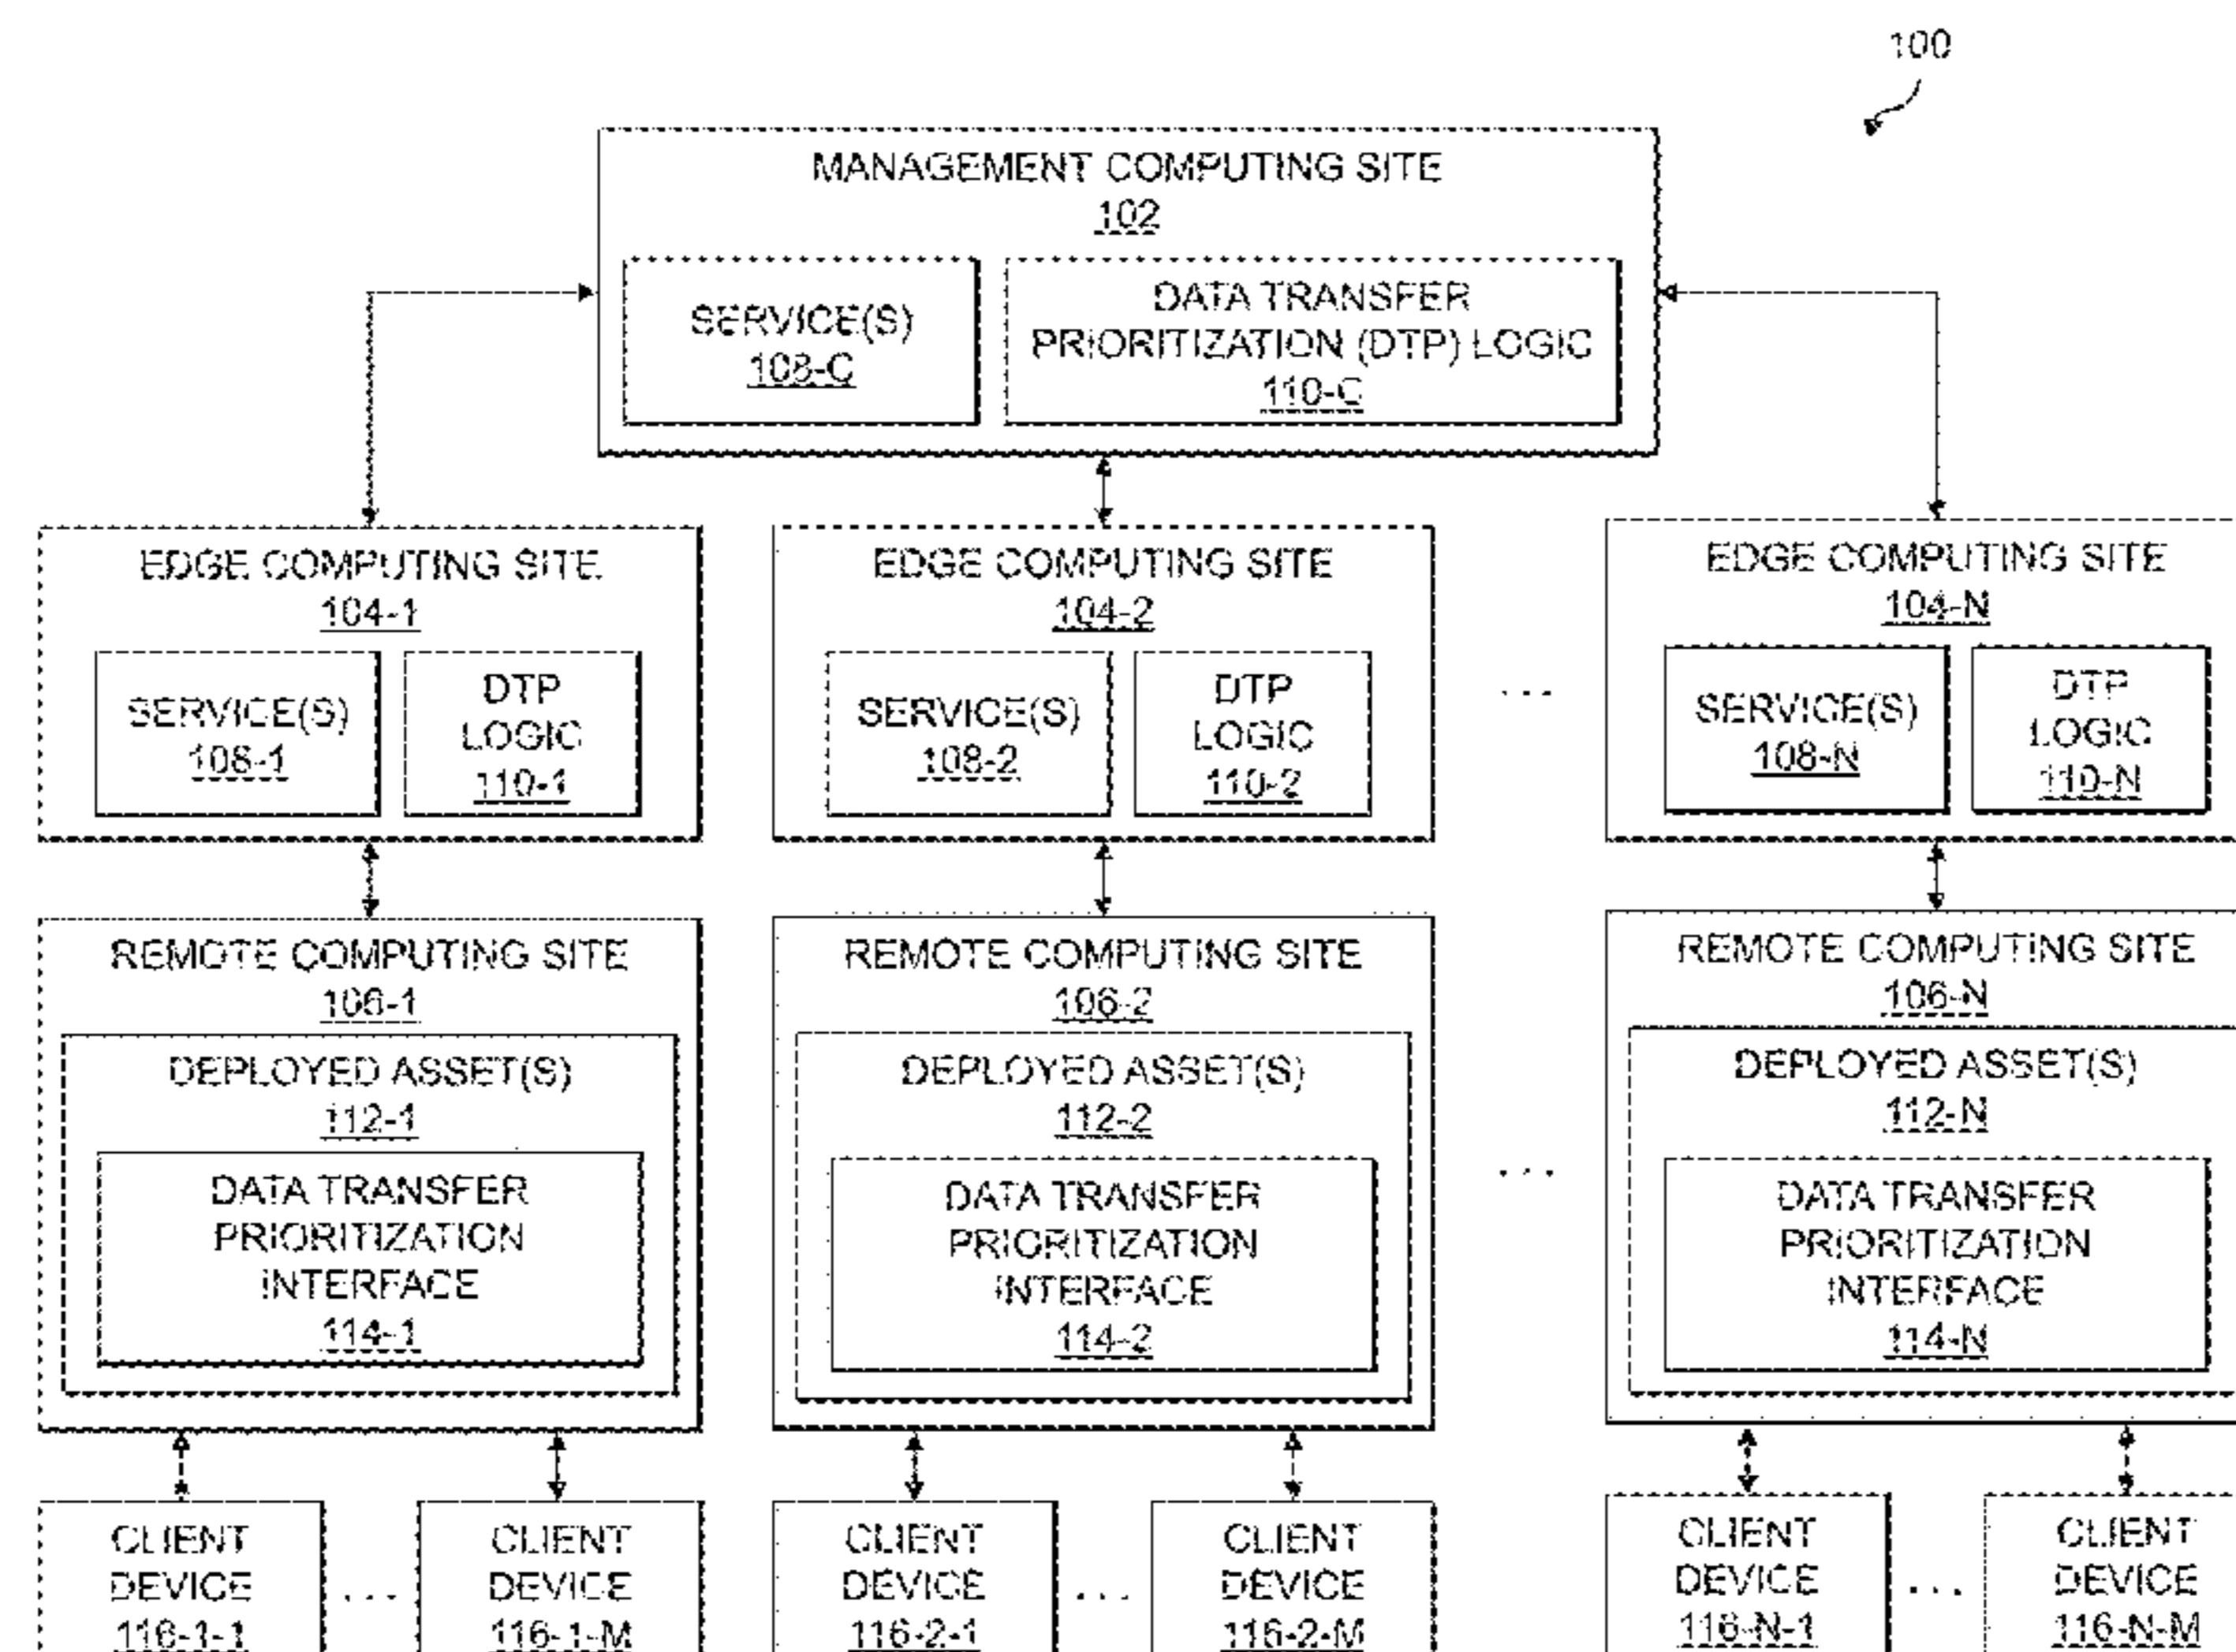 100
MANAGEMENT COMPUTING SITE
102
SERVICE(S)
108-C
DATA TRANSFER
PRIORITIZATION (DTP) LOGIC
110-C
EDGE COMPUTING SITE
104-1
SERVICE(S)
108-1
DTP
LOGIC
110-1
EDGE COMPUTING SITE
104-2
SERVICE(S)
108-2
DTP
LOGIC
110-2
...
EDGE COMPUTING SITE
104-N
SERVICE(S)
108-N
DTP
LOGIC
110-N
REMOTE COMPUTING SITE
106-1
DEPLOYED ASSET(S)
112-1
DATA TRANSFER
PRIORITIZATION
INTERFACE
114-1
REMOTE COMPUTING SITE
106-2
DEPLOYED ASSET(S)
112-2
DATA TRANSFER
PRIORITIZATION
INTERFACE
114-2
...
REMOTE COMPUTING SITE
106-N
DEPLOYED ASSET(S)
112-N
DATA TRANSFER
PRIORITIZATION
INTERFACE
114-N
CLIENT
DEVICE
116-1-1
...
CLIENT
DEVICE
116-1-M
CLIENT
DEVICE
116-2-1
...
CLIENT
DEVICE
116-2-M
CLIENT
DEVICE
116-N-1
...
CLIENT
DEVICE
116-N-M